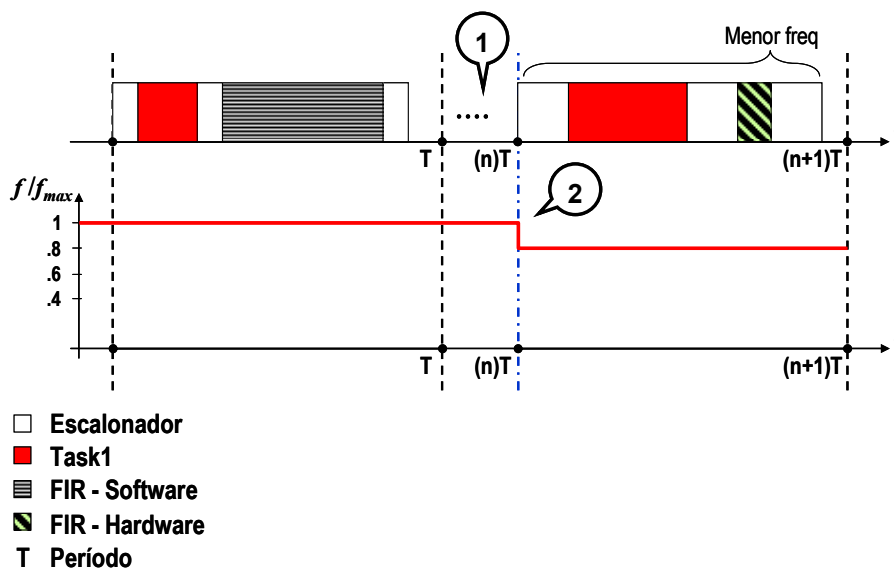 Menor freq
1
T
(n)T
(n+1)T
f/fmax
2
1
.8
.6
.4
T
(n)T
(n+1)T
Escalonador
Task1
FIR - Software
FIR - Hardware
T Período